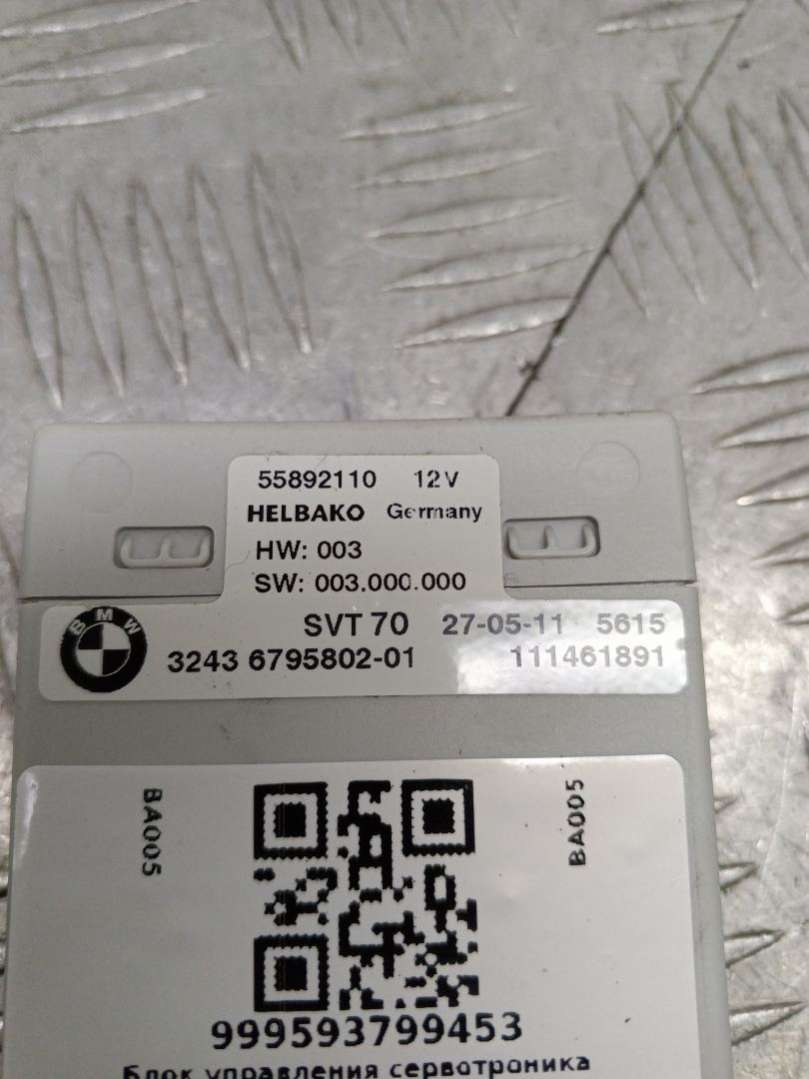 55892110 12V
HELBAKO Germany
HW: 003
SW: 003.000.000
BMW
SVT 70 27-05-11 5615
3243 6795802-01 111461891
BA005
BA005
999593799453
Блок управления сервотроника